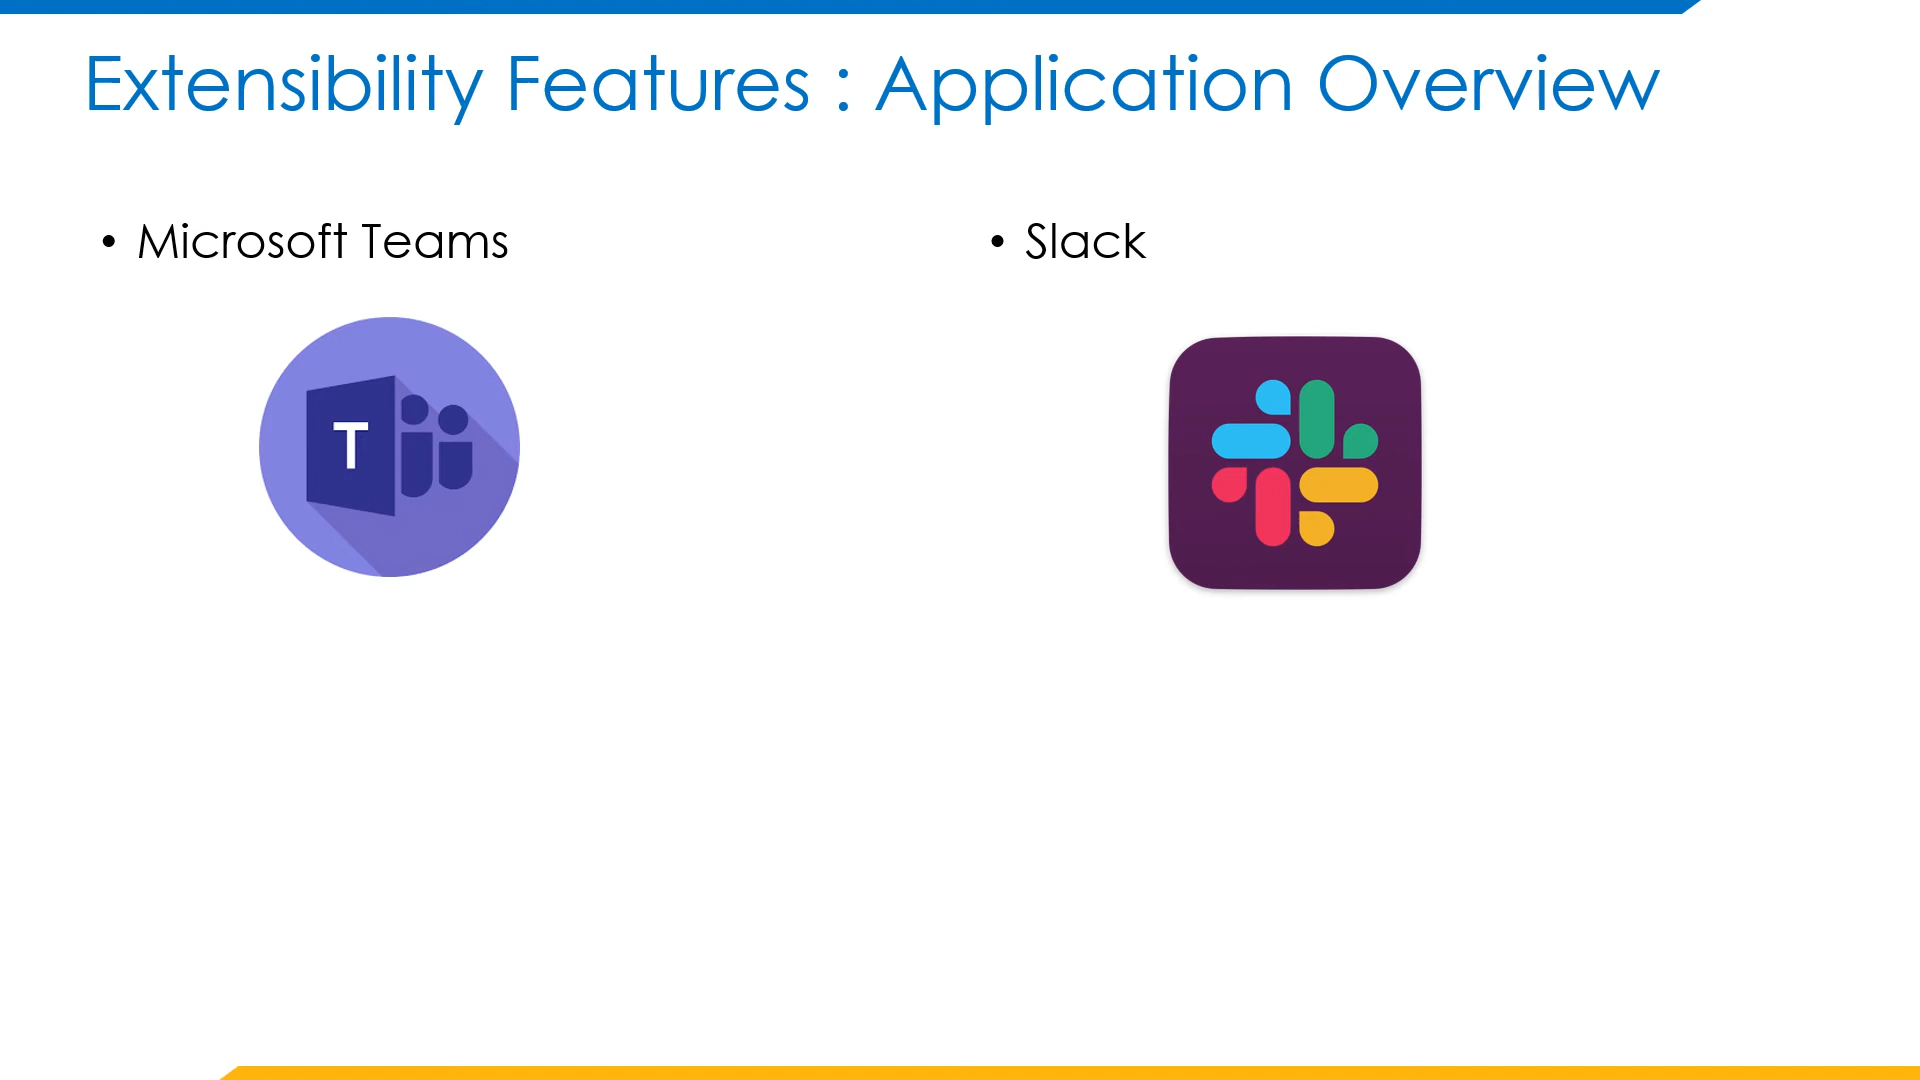 Extensibility Features : Application Overview
• Microsoft Teams
T
• Slack